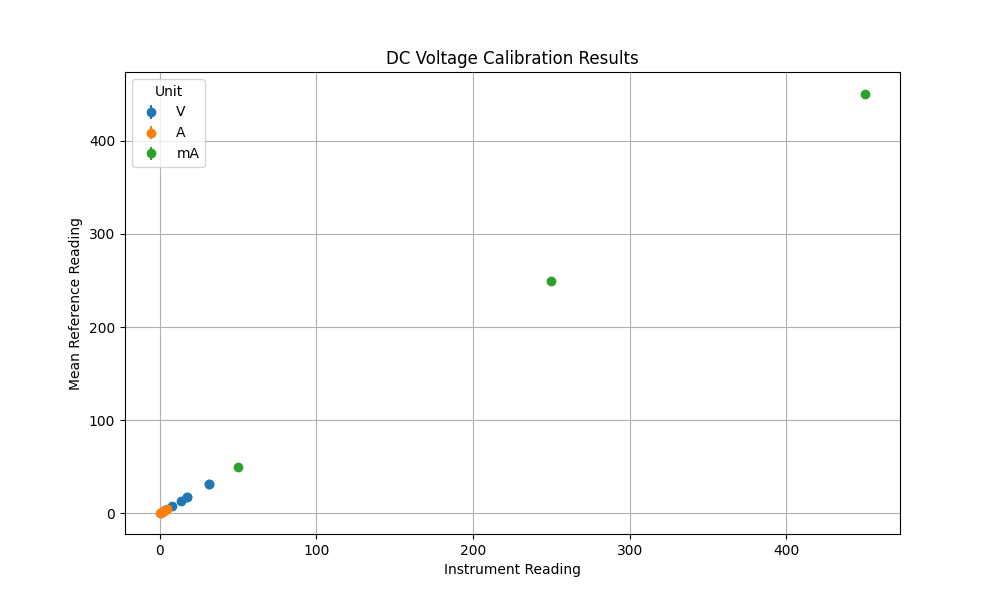 DC Voltage Calibration Results
Unit
V
A
mA
Mean Reference Reading
400
300
200
100
0
0 100 200 300 400
Instrument Reading